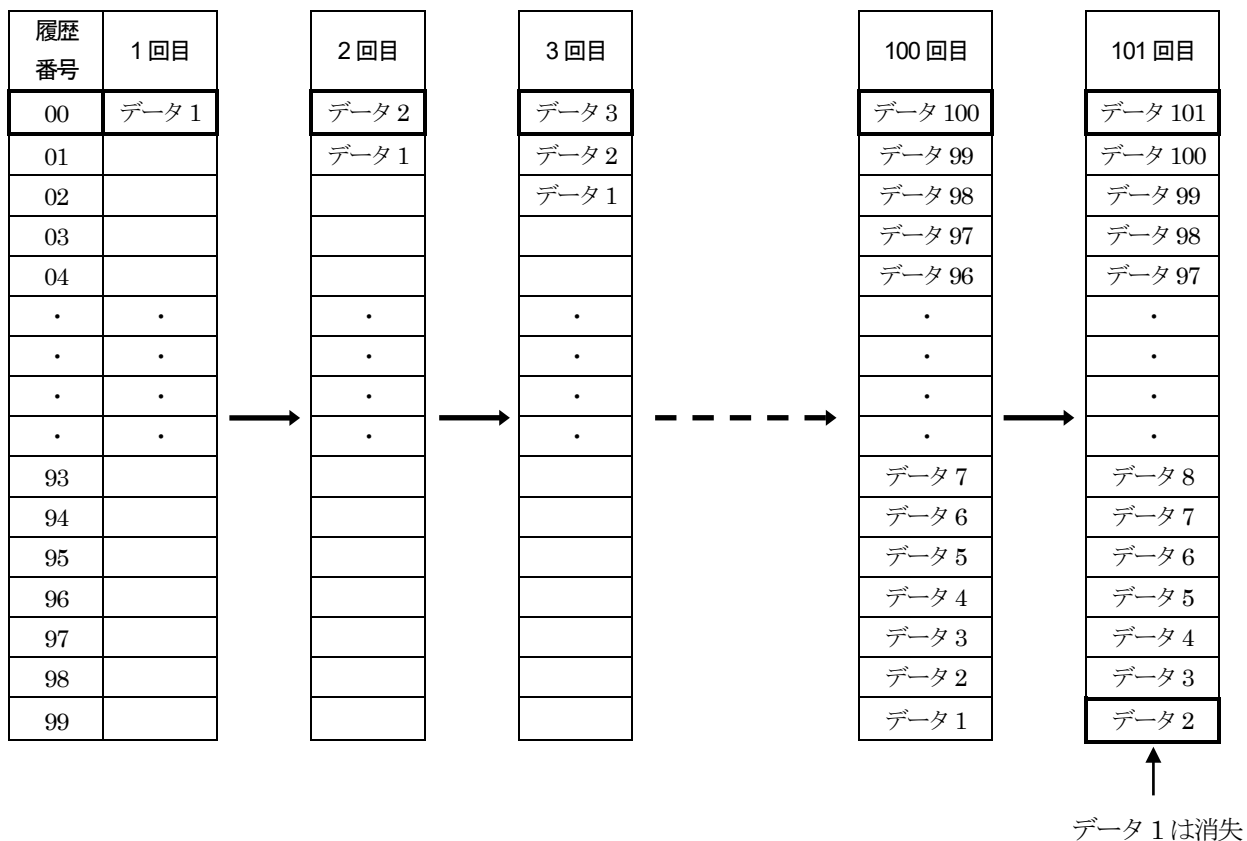 履歴番号 1回目 2回目 3回目 100回目 101回目
00 データ1 データ2 データ3 データ100 データ101
01 データ1 データ2 データ99 データ100
02 データ1 データ98 データ99
03 データ97 データ98
04 データ96 データ97
・ ・ ・ ・ ・ ・
・ ・ ・ ・ ・ ・
・ ・ ・ ・ ・ ・
・ ・ ・ ・ ・ ・
93 データ7 データ8
94 データ6 データ7
95 データ5 データ6
96 データ4 データ5
97 データ3 データ4
98 データ2 データ3
99 データ1 データ2
データ1は消失